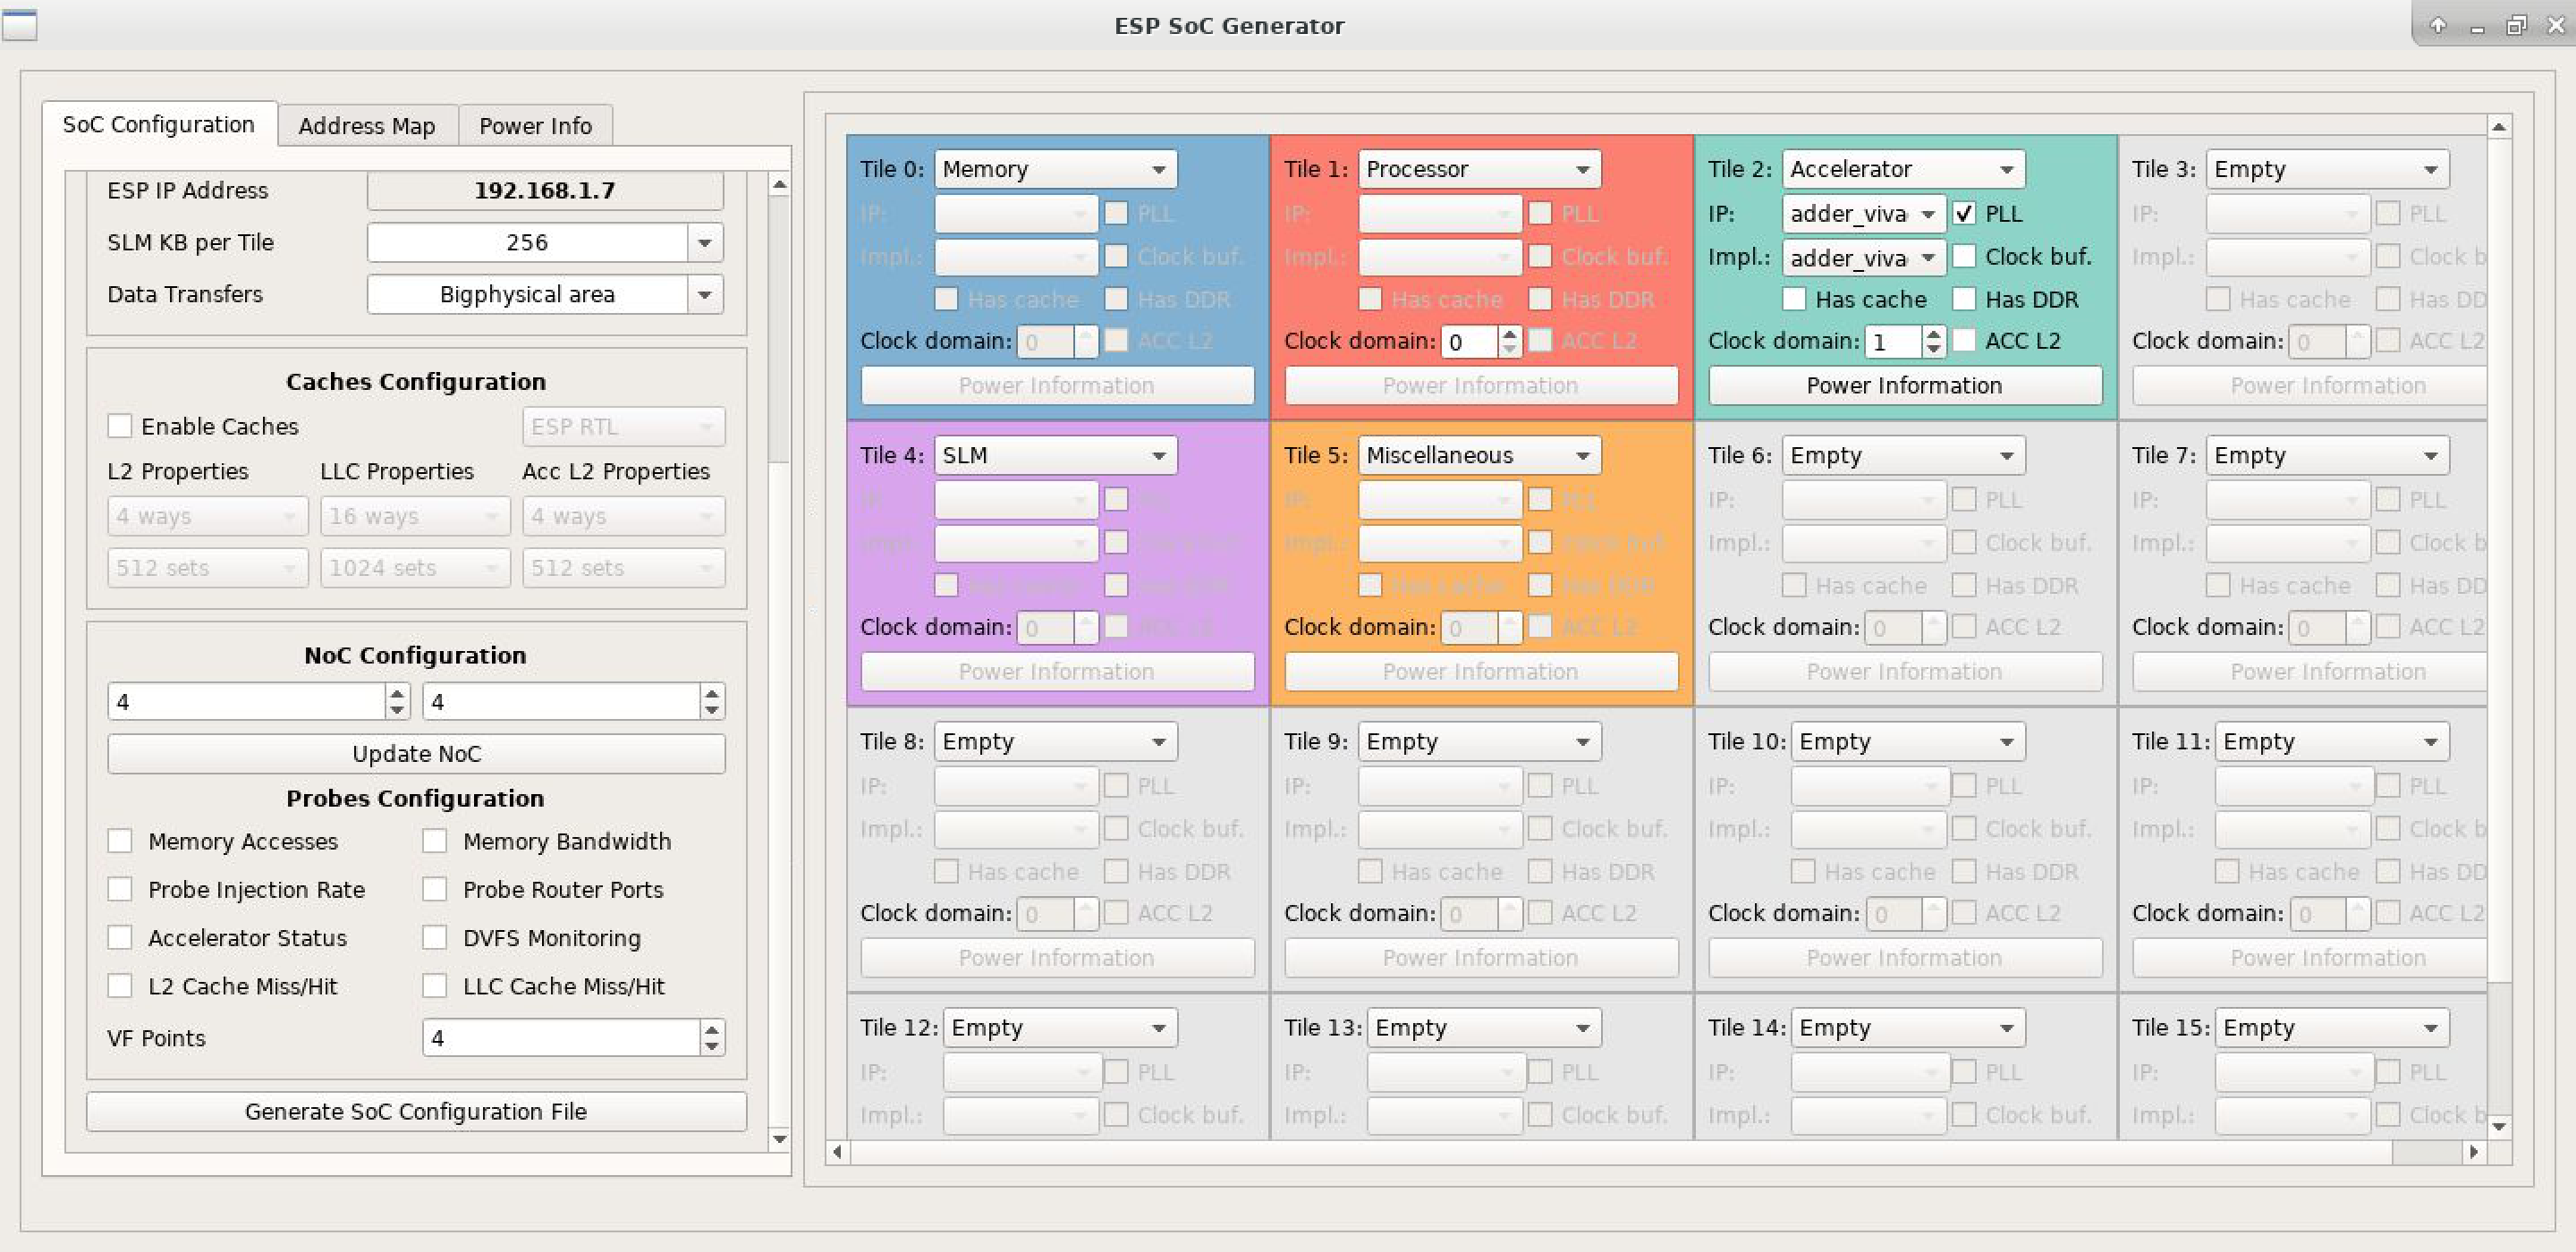 ESP SoC Generator
SoC Configuration
Address Map
Power Info
ESP IP Address 192.168.1.7
SLM KB per Tile 256
Data Transfers Bigphysical area
Caches Configuration
Enable Caches ESP RTL
L2 Properties LLC Properties Acc L2 Properties
4 ways 16 ways 4 ways
512 sets 1024 sets 512 sets
NoC Configuration
4 4
Update NoC
Probes Configuration
Memory Accesses Memory Bandwidth
Probe Injection Rate Probe Router Ports
Accelerator Status DVFS Monitoring
L2 Cache Miss/Hit LLC Cache Miss/Hit
VF Points 4
Generate SoC Configuration File
Tile 0: Memory
IP: PLL
Impl.: Clock buf.
Has cache Has DDR
Clock domain: 0 ACC L2
Power Information
Tile 1: Processor
IP: PLL
Impl.: Clock buf.
Has cache Has DDR
Clock domain: 0 ACC L2
Power Information
Tile 2: Accelerator
IP: adder_viva PLL
Impl.: adder_viva Clock buf.
Has cache Has DDR
Clock domain: 1 ACC L2
Power Information
Tile 3: Empty
IP: PLL
Impl.: Clock b
Has cache Has DD
Clock domain: 0 ACC L2
Power Information
Tile 4: SLM
Clock domain: 0
Power Information
Tile 5: Miscellaneous
IP: PLL
Impl.: Clock buf.
Has cache Has DDR
Clock domain: 0 ACC L2
Power Information
Tile 6: Empty
IP: PLL
Impl.: Clock buf.
Has cache Has DDR
Clock domain: 0 ACC L2
Power Information
Tile 7: Empty
IP: PLL
Impl.: Clock b
Has cache Has DD
Clock domain: 0 ACC L2
Power Information
Tile 8: Empty
IP: PLL
Impl.: Clock buf.
Has cache Has DDR
Clock domain: 0 ACC L2
Power Information
Tile 9: Empty
IP: PLL
Impl.: Clock buf.
Has cache Has DDR
Clock domain: 0 ACC L2
Power Information
Tile 10: Empty
IP: PLL
Impl.: Clock buf.
Has cache Has DDR
Clock domain: 0 ACC L2
Power Information
Tile 11: Empty
IP: PLL
Impl.: Clock b
Has cache Has DD
Clock domain: 0 ACC L2
Power Information
Tile 12: Empty
IP: PLL
Impl.: Clock buf.
Tile 13: Empty
IP: PLL
Impl.: Clock buf.
Tile 14: Empty
IP: PLL
Impl.: Clock buf.
Tile 15: Empty
IP: PLL
Impl.: Clock b